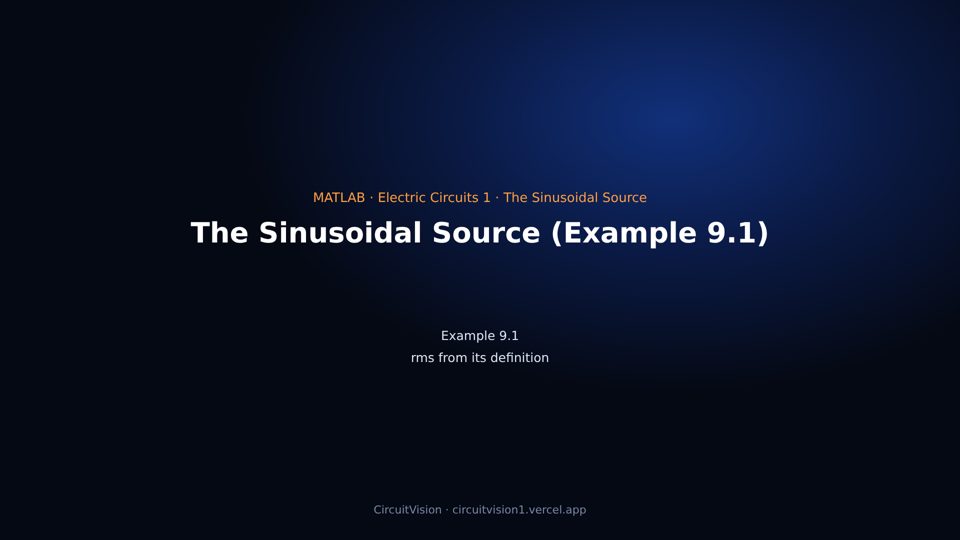 MATLAB · Electric Circuits 1 · The Sinusoidal Source
The Sinusoidal Source (Example 9.1)
Example 9.1
rms from its definition
CircuitVision · circuitvision1.vercel.app